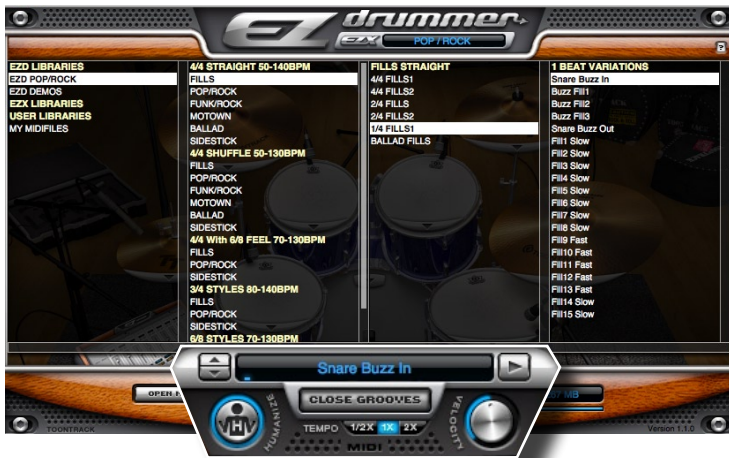 EZ drummer
EZX POP / ROCK
?
EZD LIBRARIES
EZD POP/ROCK
EZD DEMOS
EZX LIBRARIES
USER LIBRARIES
MY MIDIFILES
4/4 STRAIGHT 50-140BPM
FILLS
POP/ROCK
FUNK/ROCK
MOTOWN
BALLAD
SIDESTICK
4/4 SHUFFLE 50-130BPM
FILLS
POP/ROCK
FUNK/ROCK
MOTOWN
BALLAD
SIDESTICK
4/4 With 6/8 FEEL 70-130BPM
FILLS
POP/ROCK
SIDESTICK
3/4 STYLES 80-140BPM
FILLS
POP/ROCK
SIDESTICK
6/8 STYLES 70-130BPM
FILLS STRAIGHT
4/4 FILLS1
4/4 FILLS2
2/4 FILLS
2/4 FILLS2
1/4 FILLS1
BALLAD FILLS
1 BEAT VARIATIONS
Snare Buzz In
Buzz Fill1
Buzz Fill2
Buzz Fill3
Snare Buzz Out
Fill1 Slow
Fill2 Slow
Fill3 Slow
Fill4 Slow
Fill5 Slow
Fill6 Slow
Fill7 Slow
Fill8 Slow
Fill9 Fast
Fill10 Fast
Fill11 Fast
Fill12 Fast
Fill13 Fast
Fill14 Slow
Fill15 Slow
Snare Buzz In
OPEN
CLOSE GROOVES
MB
HUMANIZE
VELOCITY
VHV
TEMPO 1/2X 1X 2X
MIDI
TOONTRACK
Version 1.1.0